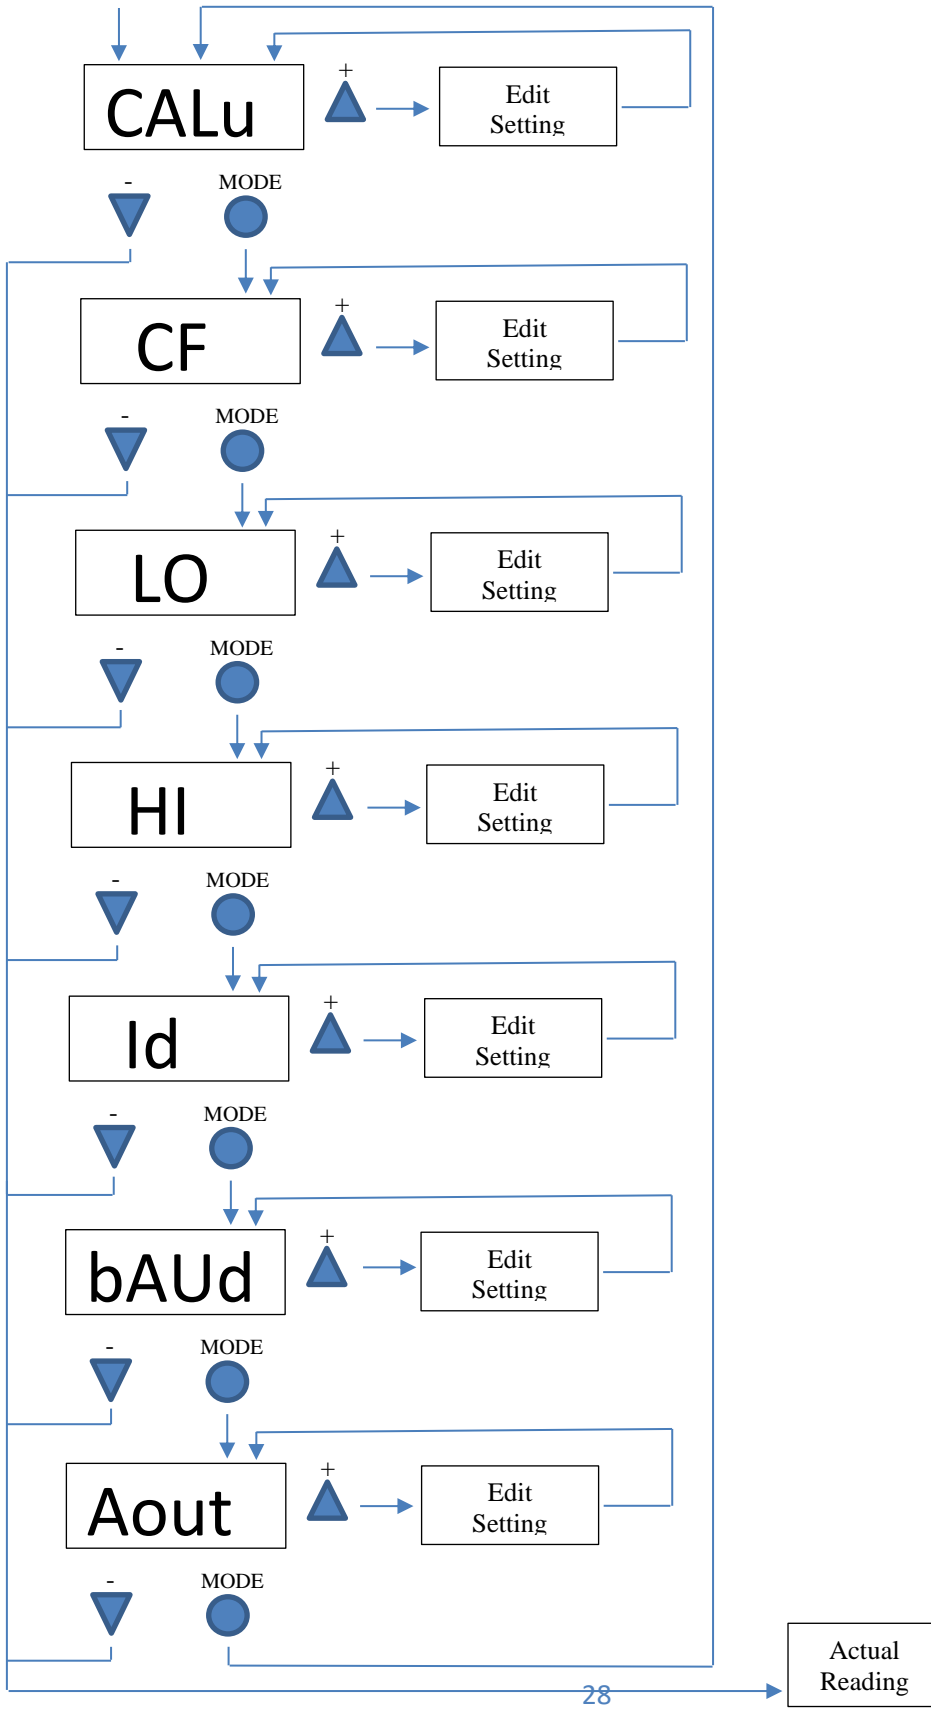 +
CALu
Edit
Setting
-
MODE
+
CF
Edit
Setting
-
MODE
+
LO
Edit
Setting
-
MODE
+
HI
Edit
Setting
-
MODE
+
Id
Edit
Setting
-
MODE
+
bAUd
Edit
Setting
-
MODE
+
Aout
Edit
Setting
-
MODE
Actual
Reading
28